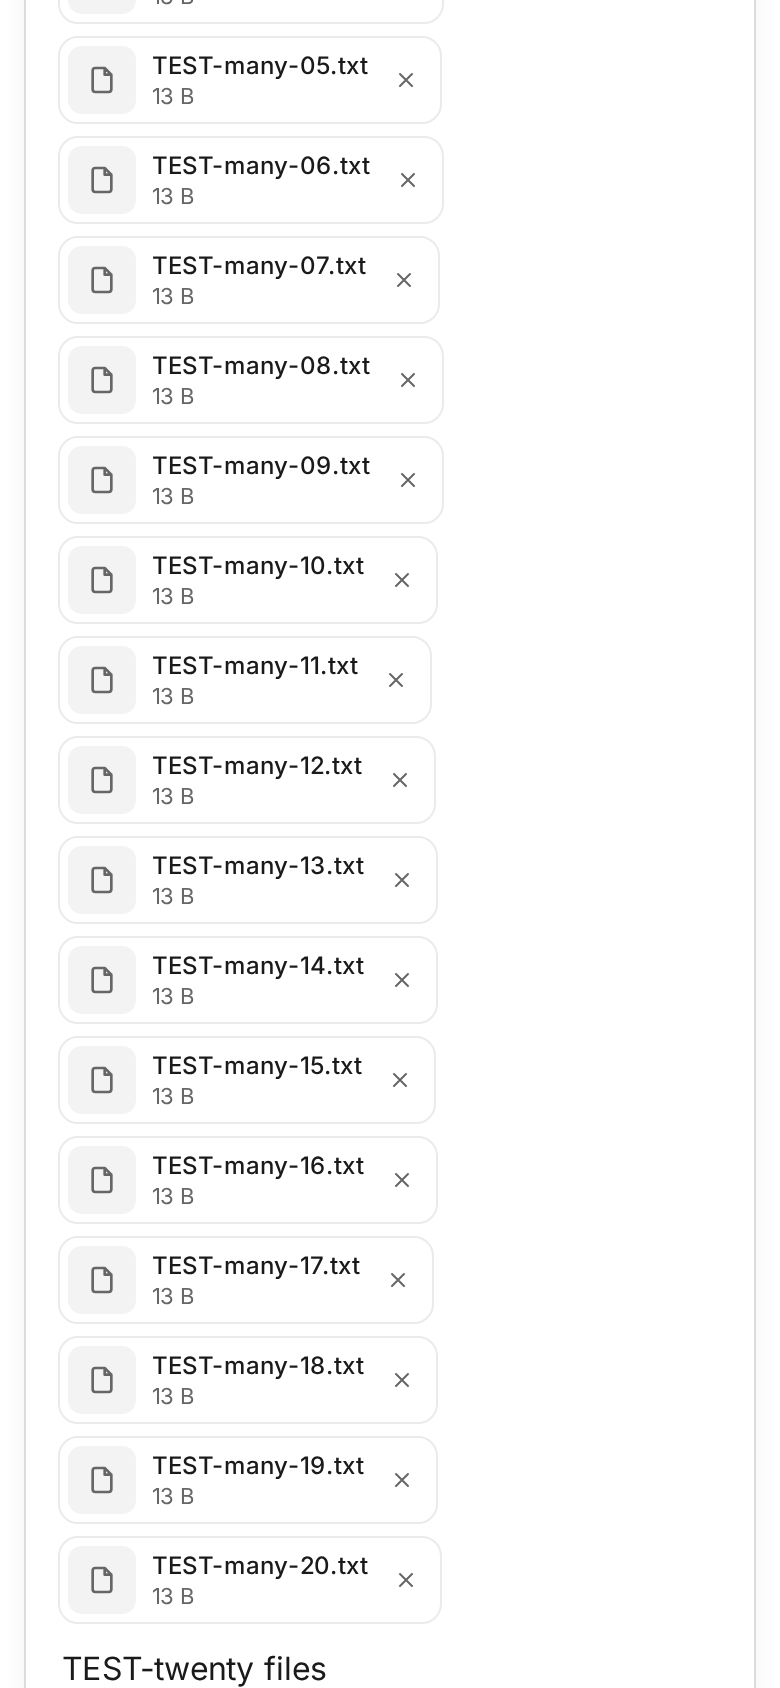 TEST-many-05.txt
13 B
TEST-many-06.txt
13 B
TEST-many-07.txt
13 B
TEST-many-08.txt
13 B
TEST-many-09.txt
13 B
TEST-many-10.txt
13 B
TEST-many-11.txt
13 B
TEST-many-12.txt
13 B
TEST-many-13.txt
13 B
TEST-many-14.txt
13 B
TEST-many-15.txt
13 B
TEST-many-16.txt
13 B
TEST-many-17.txt
13 B
TEST-many-18.txt
13 B
TEST-many-19.txt
13 B
TEST-many-20.txt
13 B
TEST-twenty files